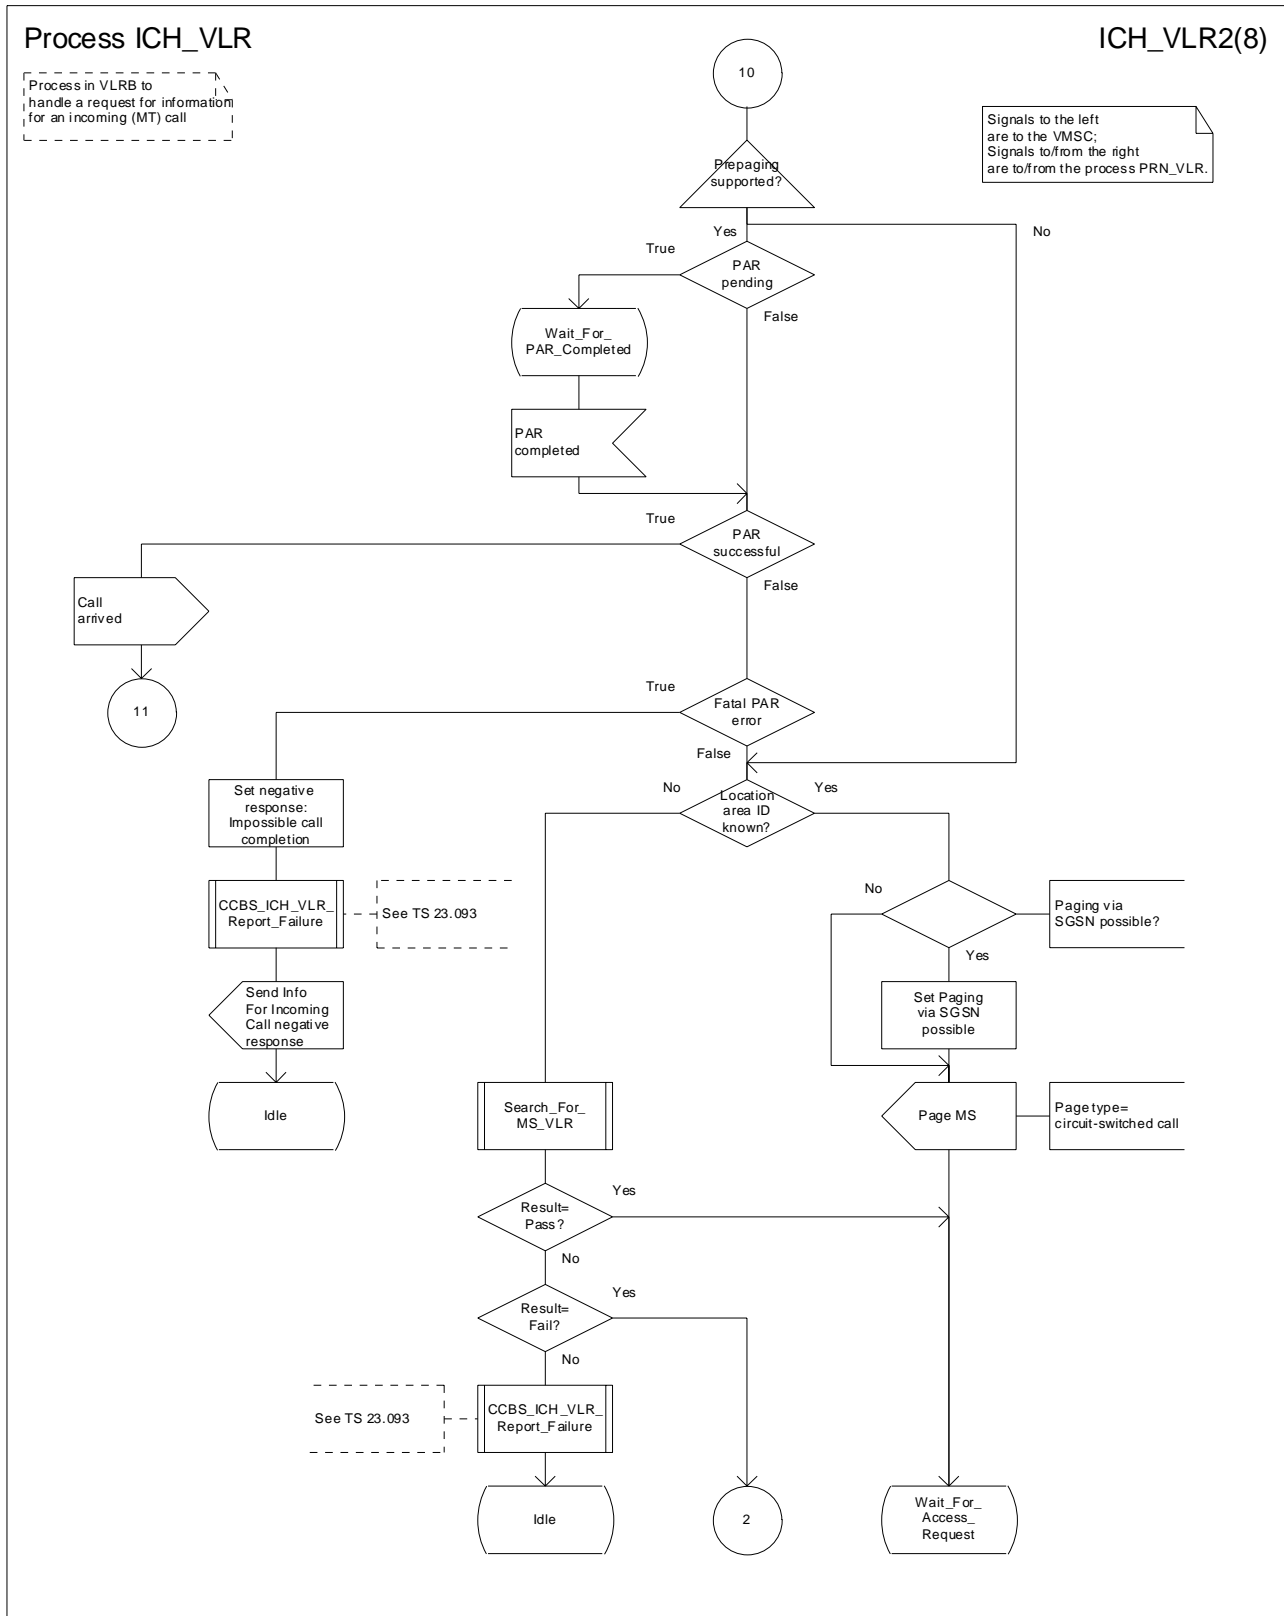 Process ICH_VLR
ICH_VLR2(8)
Process in VLRB to
handle a request for information
for an incoming (MT) call
10
Signals to the left
are to the VMSC;
Signals to/from the right
are to/from the process PRN_VLR.
Prepaging
supported?
Yes
No
True
PAR
pending
False
Wait_For_
PAR_Completed
PAR
completed
True
PAR
successful
False
Call
arrived
11
True
Fatal PAR
error
False
No
Yes
Location
area ID
known?
Set negative
response:
Impossible call
completion
No
CCBS_ICH_VLR_
Report_Failure
See TS 23.093
Paging via
SGSN possible?
Yes
Send Info
For Incoming
Call negative
response
Set Paging
via SGSN
possible
Idle
Search_For_
MS_VLR
Page MS
Page type=
circuit-switched call
Result=
Pass?
Yes
No
Result=
Fail?
Yes
No
See TS 23.093
CCBS_ICH_VLR_
Report_Failure
Idle
2
Wait_For_
Access_
Request